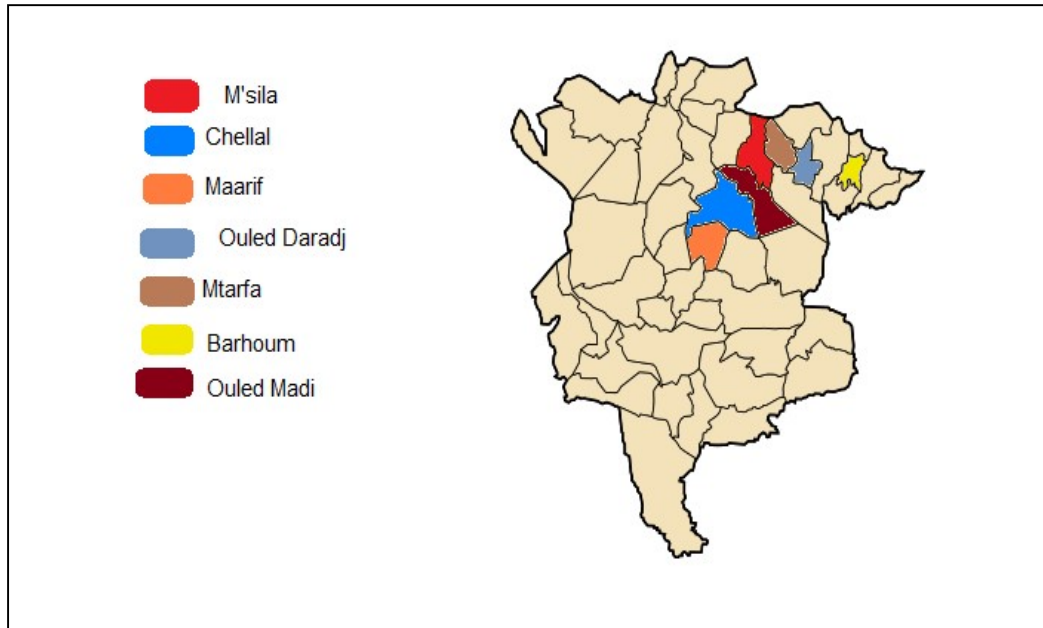 M'sila
Chellal
Maarif
Ouled Daradj
Mtarfa
Barhoum
Ouled Madi